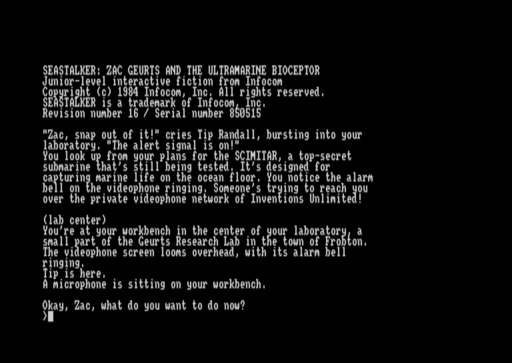 SEASTALKER: ZAC GEURTS AND THE ULTRAMARINE BIOCEPTOR
Junior-level interactive fiction from Infocom
Copyright (c) 1984 Infocom, Inc. All rights reserved.
SEASTALKER is a trademark of Infocom, Inc.
Revision number 16 / Serial number 850515
"Zac, snap out of it!" cries Tip Randall, bursting into your
laboratory. "The alert signal is on!"
You look up from your plans for the SCIMITAR, a top-secret
submarine that's still being tested. It's designed for
capturing marine life on the ocean floor. You notice the alarm
bell on the videophone ringing. Someone's trying to reach you
over the private videophone network of Inventions Unlimited!
(lab center)
You're at your workbench in the center of your laboratory, a
small part of the Geurts Research Lab in the town of Frobton.
The videophone screen looms overhead, with its alarm bell
ringing.
Tip is here.
A microphone is sitting on your workbench.
Okay, Zac, what do you want to do now?
>